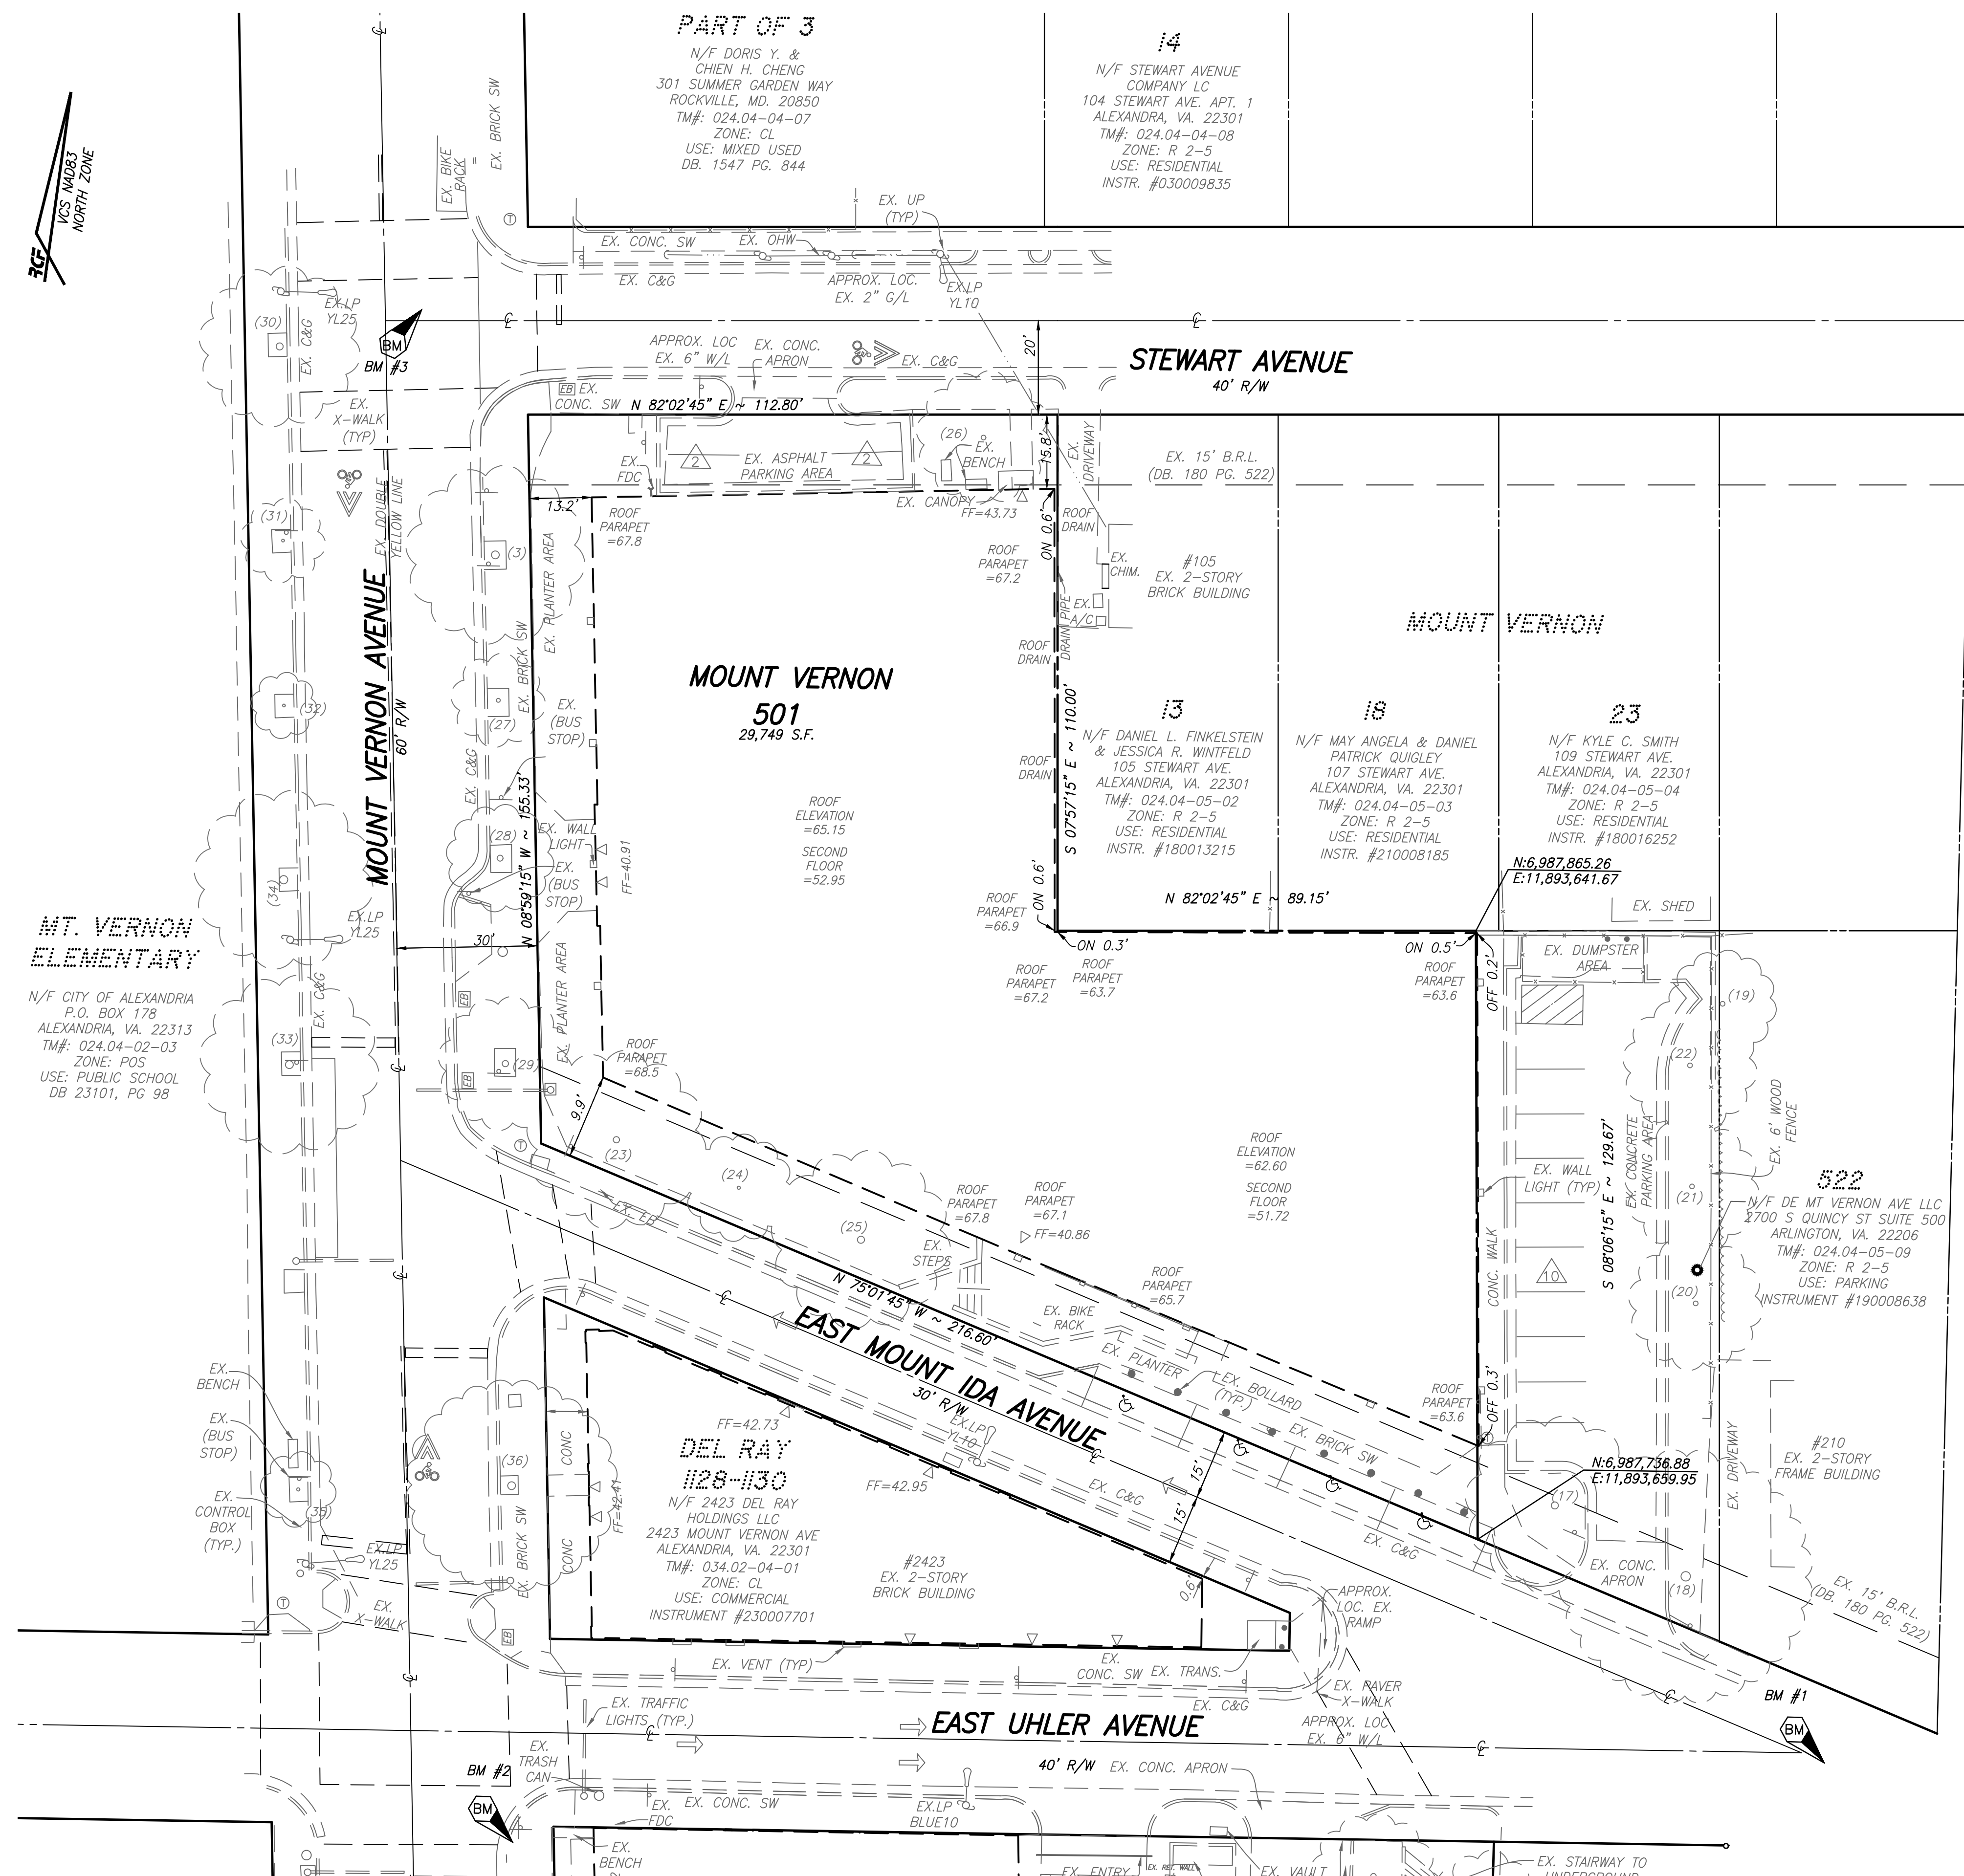 PART OF 3
N/F DORIS Y. &
CHIEN H. CHENG
301 SUMMER GARDEN WAY
ROCKVILLE, MD. 20850
TM#: 024.04-04-07
ZONE: CL
USE: MIXED USED
DB. 1547 PG. 844
14
N/F STEWART AVENUE
COMPANY LC
104 STEWART AVE. APT. 1
ALEXANDRA, VA. 22301
TM#: 024.04-04-08
ZONE: R 2-5
USE: RESIDENTIAL
INSTR. #030009835
VCS NAD83
NORTH ZONE
RCF
EX. BIKE
RACK
EX. BRICK SW
T
EX. UP
(TYP)
EX. CONC. SW
EX. OHW
EX. C&G
APPROX. LOC.
EX. 2" G/L
EX.LP
YL10
EX.LP
YL25
(30)
EX. C&G
BM
BM #3
APPROX. LOC
EX. 6" W/L
EX. CONC.
APRON
EX. C&G
20'
STEWART AVENUE
40' R/W
EX.
X-WALK
(TYP)
EB
EX.
CONC. SW
N 82°02'45" E ~ 112.80'
EX.
FDC
2
EX. ASPHALT
PARKING AREA
2
(26)
EX.
BENCH
15.8'
EX.
DRIVEWAY
EX. 15' B.R.L.
(DB. 180 PG. 522)
EX. CANOPY
FF=43.73
13.2'
ROOF
PARAPET
=67.8
ROOF
PARAPET
=67.2
ON 0.6'
ROOF
DRAIN
EX.
CHIM.
#105
EX. 2-STORY
BRICK BUILDING
EX.
A/C
DRAIN PIPE
ROOF
DRAIN
ROOF
DRAIN
(31)
EX. DOUBLE
YELLOW LINE
(3)
EX. PLANTER AREA
EX. BRICK SW
MOUNT VERNON AVENUE
60' R/W
(32)
(27)
EX.
(BUS
STOP)
EX. C&G
MOUNT VERNON
501
29,749 S.F.
MOUNT VERNON
S 07°57'15" E ~ 110.00'
13
N/F DANIEL L. FINKELSTEIN
& JESSICA R. WINTFELD
105 STEWART AVE.
ALEXANDRIA, VA. 22301
TM#: 024.04-05-02
ZONE: R 2-5
USE: RESIDENTIAL
INSTR. #180013215
18
N/F MAY ANGELA & DANIEL
PATRICK QUIGLEY
107 STEWART AVE.
ALEXANDRIA, VA. 22301
TM#: 024.04-05-03
ZONE: R 2-5
USE: RESIDENTIAL
INSTR. #210008185
23
N/F KYLE C. SMITH
109 STEWART AVE.
ALEXANDRIA, VA. 22301
TM#: 024.04-05-04
ZONE: R 2-5
USE: RESIDENTIAL
INSTR. #180016252
N:6,987,865.26
E:11,893,641.67
N 08°59'15" W ~ 155.33'
(28)
EX. WALL
LIGHT
EX.
(BUS
STOP)
FF=40.91
ROOF
ELEVATION
=65.15
SECOND
FLOOR
=52.95
ON 0.6'
ROOF
PARAPET
=66.9
N 82°02'45" E ~ 89.15'
ON 0.3'
ON 0.5'
OFF 0.2'
EX. SHED
EX. DUMPSTER
AREA
ROOF
PARAPET
=67.2
ROOF
PARAPET
=63.7
ROOF
PARAPET
=63.6
(34)
EX.LP
YL25
30'
MT. VERNON
ELEMENTARY
N/F CITY OF ALEXANDRIA
P.O. BOX 178
ALEXANDRIA, VA. 22313
TM#: 024.04-02-03
ZONE: POS
USE: PUBLIC SCHOOL
DB 23101, PG 98
EX. C&G
(33)
EB
EB
EX. PLANTER AREA
(29)
ROOF
PARAPET
=68.5
9.9'
T
(23)
(24)
(25)
EX. EB
(19)
(22)
EX. 6' WOOD
FENCE
EX. CONCRETE
PARKING AREA
S 08°06'15" E ~ 129.67'
(21)
(20)
EX. WALL
LIGHT (TYP)
CONC. WALK
10
522
N/F DE MT VERNON AVE LLC
2700 S QUINCY ST SUITE 500
ARLINGTON, VA. 22206
TM#: 024.04-05-09
ZONE: R 2-5
USE: PARKING
INSTRUMENT #190008638
ROOF
ELEVATION
=62.60
SECOND
FLOOR
=51.72
ROOF
PARAPET
=67.8
ROOF
PARAPET
=67.1
FF=40.86
EX.
STEPS
ROOF
PARAPET
=65.7
EX. BIKE
RACK
N 75°01'45" W ~ 216.60'
EAST MOUNT IDA AVENUE
30' R/W
EX. PLANTER
EX. BOLLARD
(TYP.)
EX. BRICK SW
ROOF
PARAPET
=63.6
OFF 0.3'
T
N:6,987,736.88
E:11,893,659.95
(17)
EX. DRIVEWAY
#210
EX. 2-STORY
FRAME BUILDING
EX. CONC.
APRON
(18)
EX. 15' B.R.L.
(DB. 180 PG. 522)
EX. C&G
15'
15'
EX. C&G
EX.LP
YL10
FF=42.73
FF=42.95
FF=42.41
DEL RAY
1128-1130
N/F 2423 DEL RAY
HOLDINGS LLC
2423 MOUNT VERNON AVE
ALEXANDRIA, VA. 22301
TM#: 034.02-04-01
ZONE: CL
USE: COMMERCIAL
INSTRUMENT #230007701
#2423
EX. 2-STORY
BRICK BUILDING
CONC
CONC
EX. BRICK SW
(36)
EX.
BENCH
EX.
(BUS
STOP)
EX.
CONTROL
BOX
(TYP.)
(35)
EX.LP
YL25
T
EX.
X-WALK
EB
0.6'
APPROX.
LOC. EX.
RAMP
EX. VENT (TYP)
EX.
CONC. SW
EX. TRANS.
EX. C&G
EX. PAVER
X-WALK
APPROX. LOC
EX. 6" W/L
EX. TRAFFIC
LIGHTS (TYP.)
EAST UHLER AVENUE
40' R/W
EX. CONC. APRON
BM #1
BM
BM #2
BM
EX.
TRASH
CAN
EX.
FDC
EX. CONC. SW
EX.LP
BLUE10
EX.
BENCH
EX. ENTRY
EX. RET. WALL
EX. VAULT
EX. STAIRWAY TO
UNDERGROUND